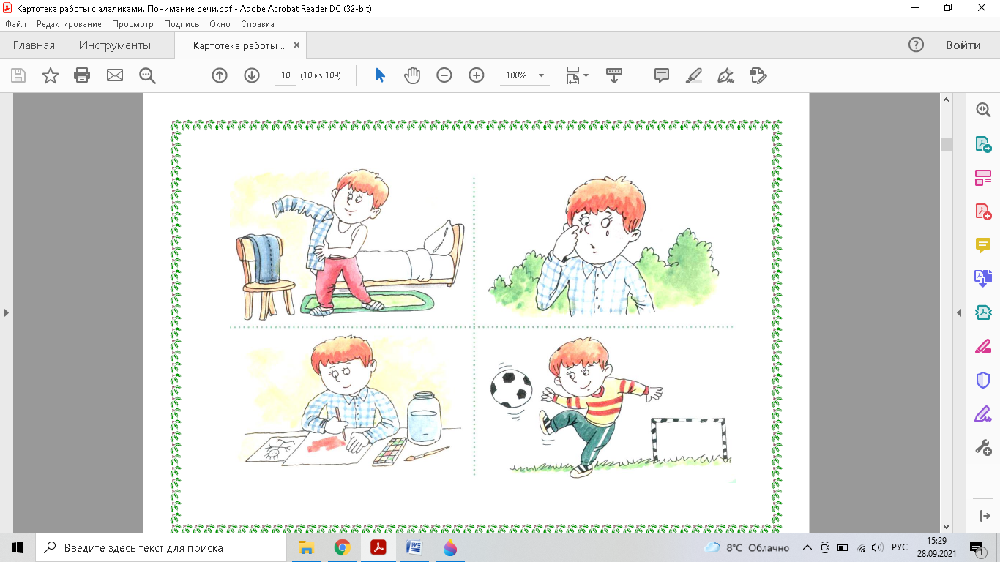 Картотека работы с алаликами. Понимание речи.pdf - Adobe Acrobat Reader DC (32-bit)
Файл Редактирование Просмотр Подпись Окно Справка
Главная Инструменты Картотека работы ... × Войти
10 (10 из 109) 100%
Введите здесь текст для поиска
8°C Облачно
РУС
15:29
28.09.2021
1